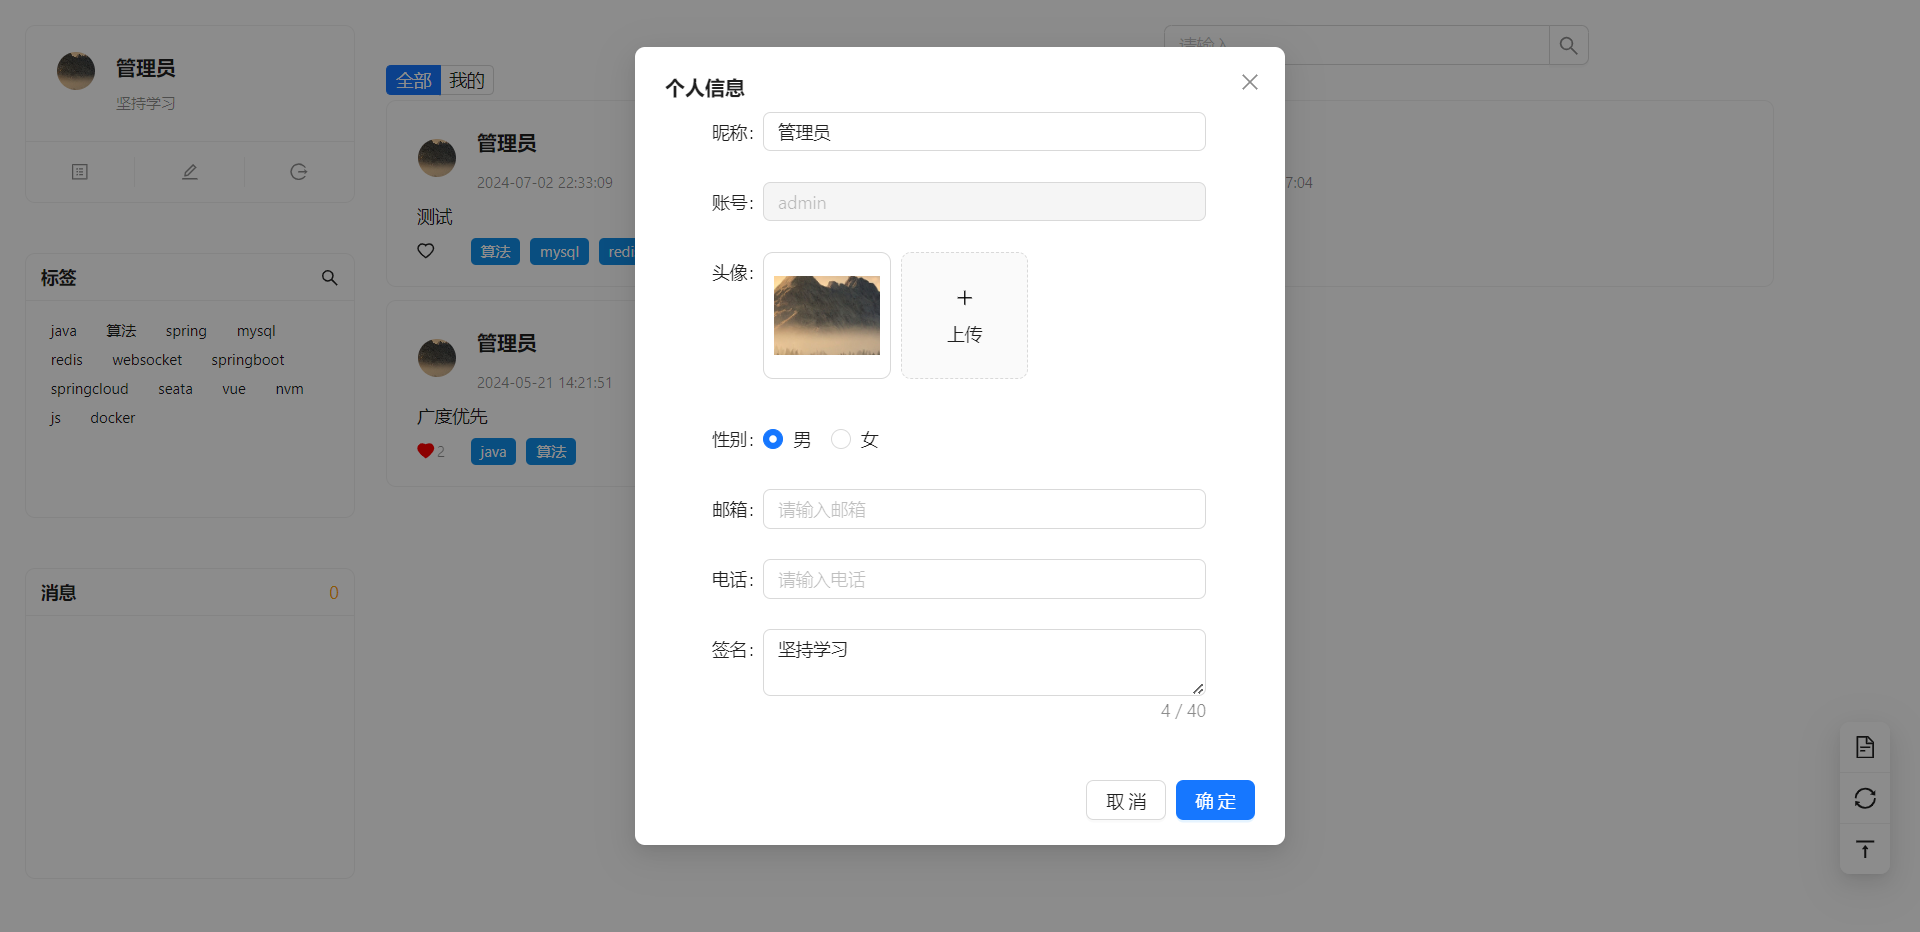 管理员
坚持学习
标签
java 算法 spring mysql
redis websocket springboot
springcloud seata vue nvm
js docker
消息 0
全部 我的
管理员
2024-07-02 22:33:09
测试
算法 mysql redi
管理员
2024-05-21 14:21:51
广度优先
2 java 算法
请输入
7:04
个人信息
昵称: 管理员
账号: admin
头像:
上传
性别: 男 女
邮箱: 请输入邮箱
电话: 请输入电话
签名: 坚持学习
4 / 40
取消 确定